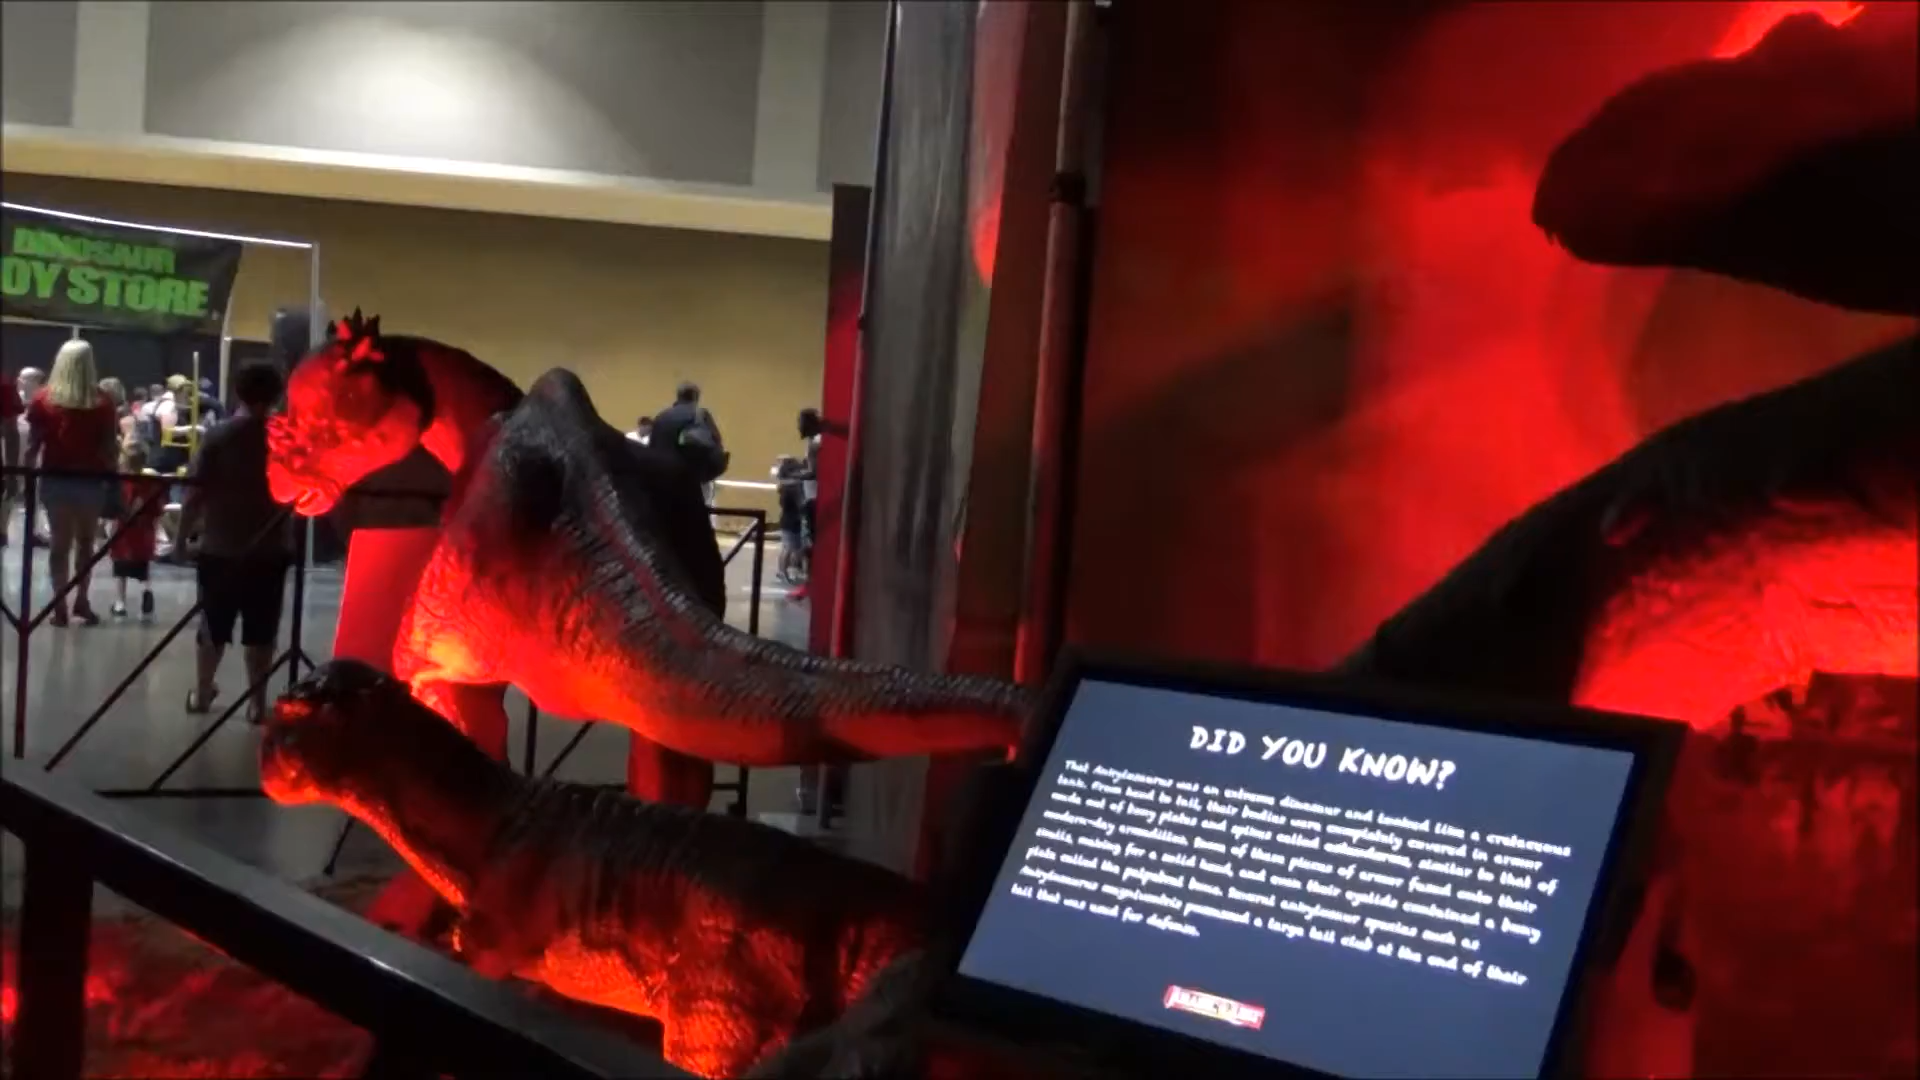 DINOSAUR
OY STORE
DID YOU KNOW?
That Ankylosaurus was an extreme dinosaur and looked like a cretaceous
tank. From head to tail, their bodies were completely covered in armor
made out of bony plates and spikes called osteoderms, similar to that of
modern-day armadillos. Some of these pieces of armor fused onto their
skulls, making for a solid head, and even their eyelids contained a bony
plate called the palpebral bone. Several ankylosaur species such as
Ankylosaurus magniventris possessed a large tail club at the end of their
tail that was used for defense.